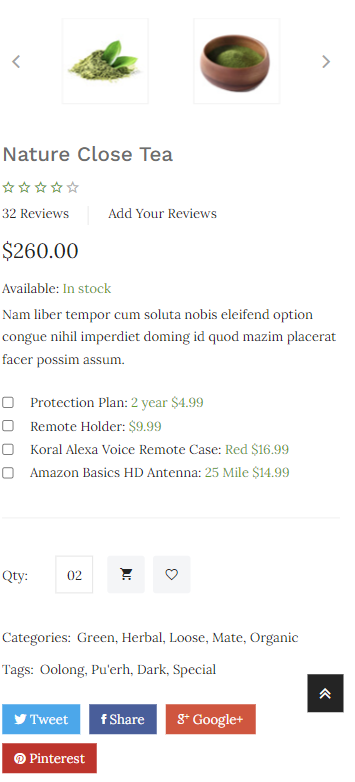 Nature Close Tea
32 Reviews
Add Your Reviews
$260.00
Available: In stock
Nam liber tempor cum soluta nobis eleifend option
congue nihil imperdiet doming id quod mazim placerat
facer possim assum.
Protection Plan: 2 year $4.99
Remote Holder: $9.99
Koral Alexa Voice Remote Case: Red $16.99
Amazon Basics HD Antenna: 25 Mile $14.99
Qty: 02
Categories: Green, Herbal, Loose, Mate, Organic
Tags: Oolong, Pu'erh, Dark, Special
Tweet
Share
Google+
Pinterest